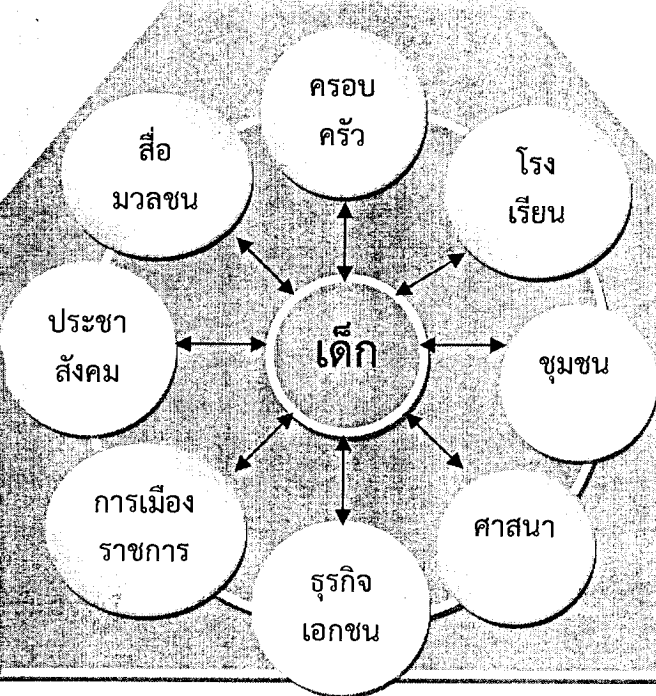 ครอบ
ครัว
โรง
เรียน
ชุมชน
ศาสนา
ธุรกิจ
เอกชน
การเมือง
ราชการ
ประชา
สังคม
สื่อ
มวลชน
เด็ก